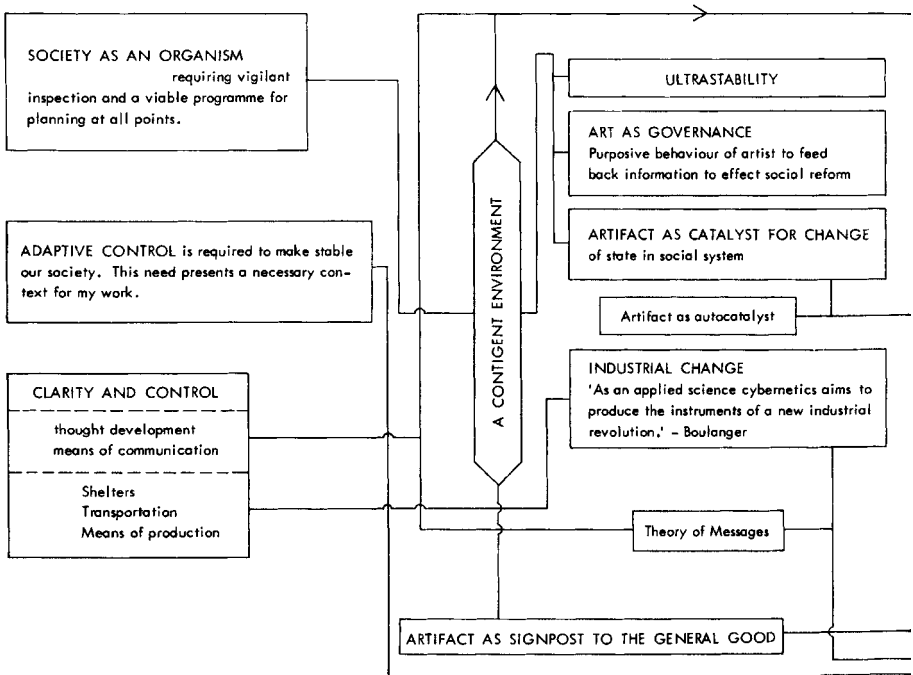 SOCIETY AS AN ORGANISM
requiring vigilant
inspection and a viable programme for
planning at all points.
ADAPTIVE CONTROL is required to make stable
our society. This need presents a necessary con-
text for my work.
CLARITY AND CONTROL
thought development
means of communication
Shelters
Transportation
Means of production
A CONTIGENT ENVIRONMENT
ULTRASTABILITY
ART AS GOVERNANCE
Purposive behaviour of artist to feed
back information to effect social reform
ARTIFACT AS CATALYST FOR CHANGE
of state in social system
Artifact as autocatalyst
INDUSTRIAL CHANGE
'As an applied science cybernetics aims to
produce the instruments of a new industrial
revolution.' - Boulanger
Theory of Messages
ARTIFACT AS SIGNPOST TO THE GENERAL GOOD